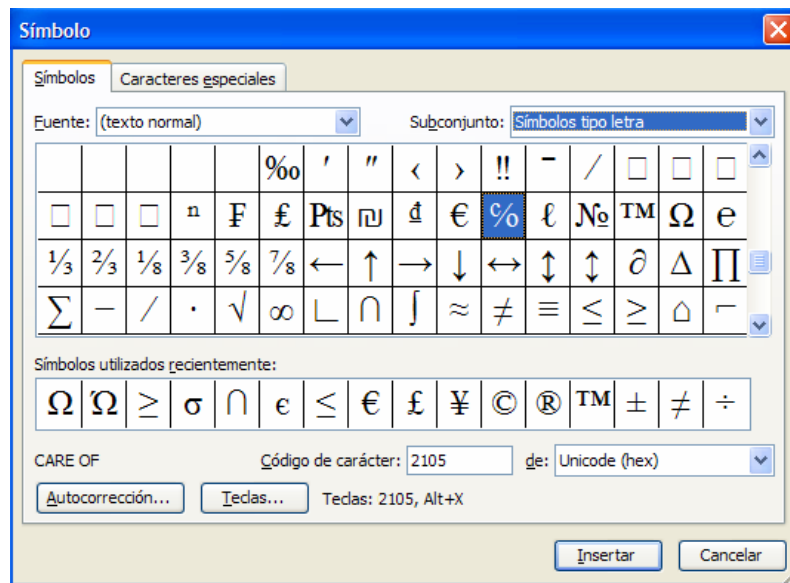 Símbolo
Símbolos Caracteres especiales
Fuente: (texto normal) Subconjunto: Símbolos tipo letra
‰ ′ ″ ‹ › ‼ ‾ ⁄ □ □ □
□ □ □ ⁿ ₣ ₤ ₧ ₪ ₫ € ℅ ℓ № ™ Ω ℮
⅓ ⅔ ⅛ ⅜ ⅝ ⅞ ← ↑ → ↓ ↔ ↕ ↨ ∂ ∆ ∏
∑ − ∕ ∙ √ ∞ ∟ ∩ ∫ ≈ ≠ ≡ ≤ ≥ ⌂ ⌐
Símbolos utilizados recientemente:
Ω Ώ ≥ σ ∩ є ≤ € £ ¥ © ® ™ ± ≠ ÷
CARE OF Código de carácter: 2105 de: Unicode (hex)
Autocorrección... Teclas... Teclas: 2105, Alt+X
Insertar Cancelar